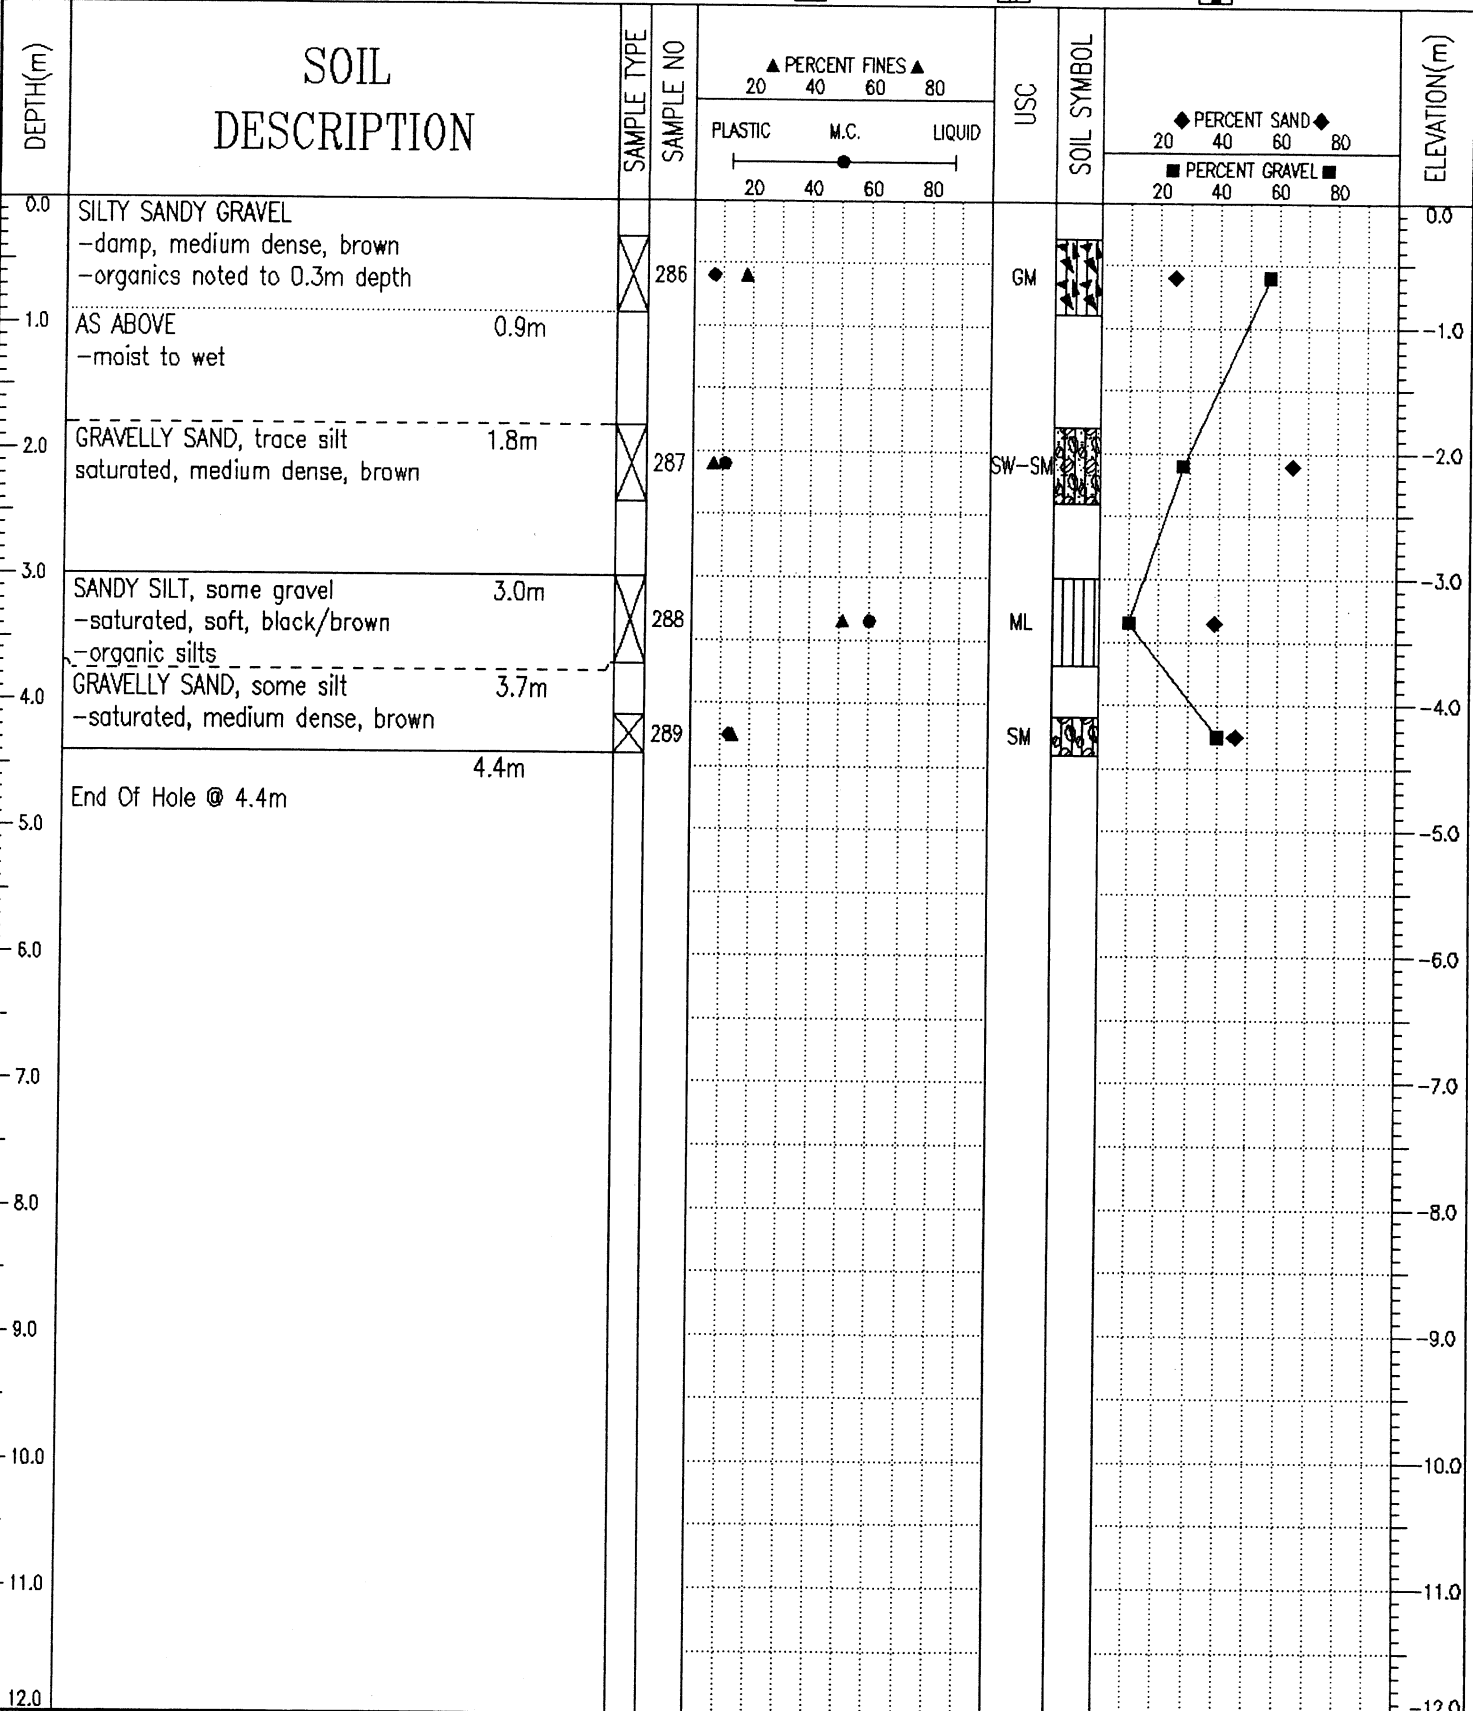 DEPTH(m)
SOIL
DESCRIPTION
SAMPLE TYPE
SAMPLE NO
▲ PERCENT FINES ▲
20 40 60 80
PLASTIC M.C. LIQUID
20 40 60 80
USC
SOIL SYMBOL
◆ PERCENT SAND ◆
20 40 60 80
■ PERCENT GRAVEL ■
20 40 60 80
ELEVATION(m)
0.0 SILTY SANDY GRAVEL 0.0
-damp, medium dense, brown
-organics noted to 0.3m depth 286 GM
1.0 AS ABOVE 0.9m -1.0
-moist to wet
2.0 GRAVELLY SAND, trace silt 1.8m
saturated, medium dense, brown 287 SW-SM -2.0
3.0 SANDY SILT, some gravel 3.0m -3.0
-saturated, soft, black/brown 288 ML
-organic silts
4.0 GRAVELLY SAND, some silt 3.7m -4.0
-saturated, medium dense, brown 289 SM
4.4m
End Of Hole @ 4.4m
5.0 -5.0
6.0 -6.0
7.0 -7.0
8.0 -8.0
9.0 -9.0
10.0 -10.0
11.0 -11.0
12.0 -12.0